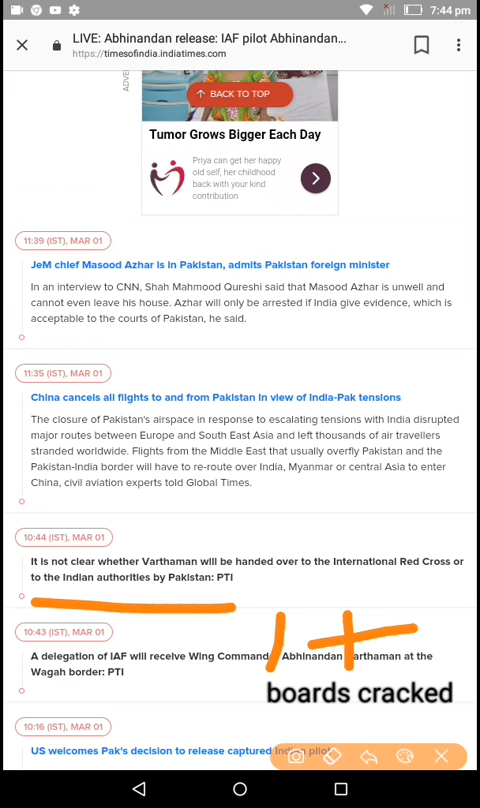 7:44 pm
LIVE: Abhinandan release: IAF pilot Abhinandan...
https://timesofindia.indiatimes.com
ADVE
BACK TO TOP
Tumor Grows Bigger Each Day
Priya can get her happy
old self, her childhood
back with your kind
contribution
11:39 (IST), MAR 01
JeM chief Masood Azhar is in Pakistan, admits Pakistan foreign minister
In an interview to CNN, Shah Mahmood Qureshi said that Masood Azhar is unwell and
cannot even leave his house. Azhar will only be arrested if India give evidence, which is
acceptable to the courts of Pakistan, he said.
11:35 (IST), MAR 01
China cancels all flights to and from Pakistan in view of India-Pak tensions
The closure of Pakistan's airspace in response to escalating tensions with India disrupted
major routes between Europe and South East Asia and left thousands of air travellers
stranded worldwide. Flights from the Middle East that usually overfly Pakistan and the
Pakistan-India border will have to re-route over India, Myanmar or central Asia to enter
China, civil aviation experts told Global Times.
10:44 (IST), MAR 01
It is not clear whether Varthaman will be handed over to the International Red Cross or
to the Indian authorities by Pakistan: PTI
1+
10:43 (IST), MAR 01
A delegation of IAF will receive Wing Command Abhinandan arthaman at the
Wagah border: PTI
boards cracked
10:16 (IST), MAR 01
US welcomes Pak's decision to release captured Indian pilot